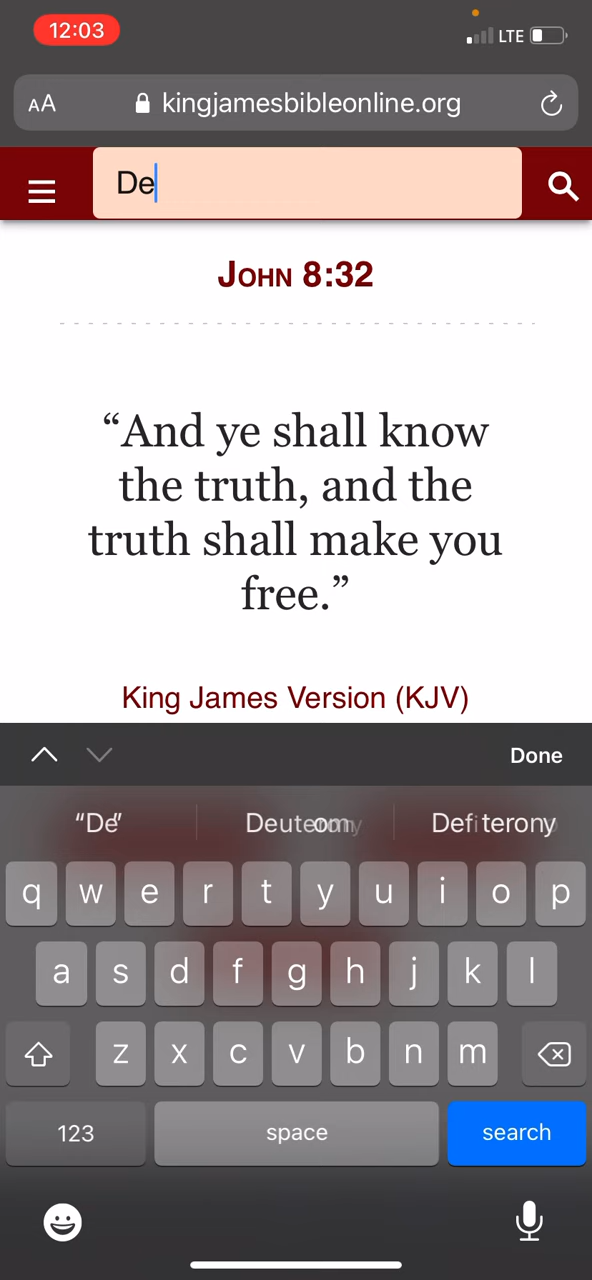 12:03
LTE
AA kingjamesbibleonline.org
De
JOHN 8:32
“And ye shall know
the truth, and the
truth shall make you
free.”
King James Version (KJV)
Done
“De”
q w e r t y u i o p
a s d f g h j k l
z x c v b n m
123 space search